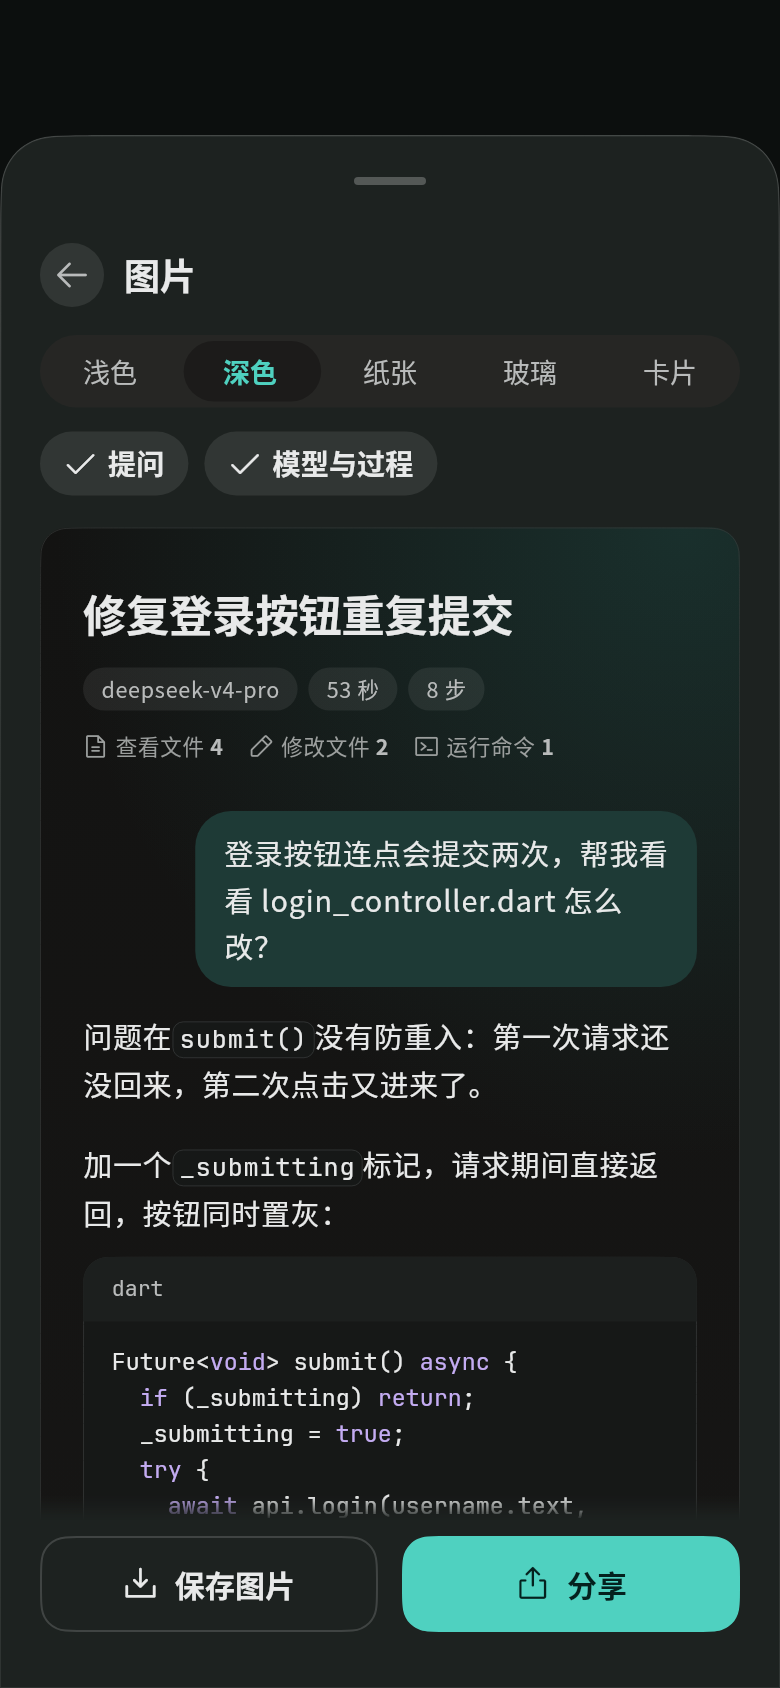 图片
浅色 深色 纸张 玻璃 卡片
提问 模型与过程
修复登录按钮重复提交
deepseek-v4-pro 53 秒 8 步
查看文件 4 修改文件 2 运行命令 1
登录按钮连点会提交两次，帮我看
看 login_controller.dart 怎么
改？
问题在 submit() 没有防重入：第一次请求还
没回来，第二次点击又进来了。
加一个 _submitting 标记，请求期间直接返
回，按钮同时置灰：
dart
Future<void> submit() async {
  if (_submitting) return;
  _submitting = true;
  try {
    await api.login(username.text,
保存图片 分享